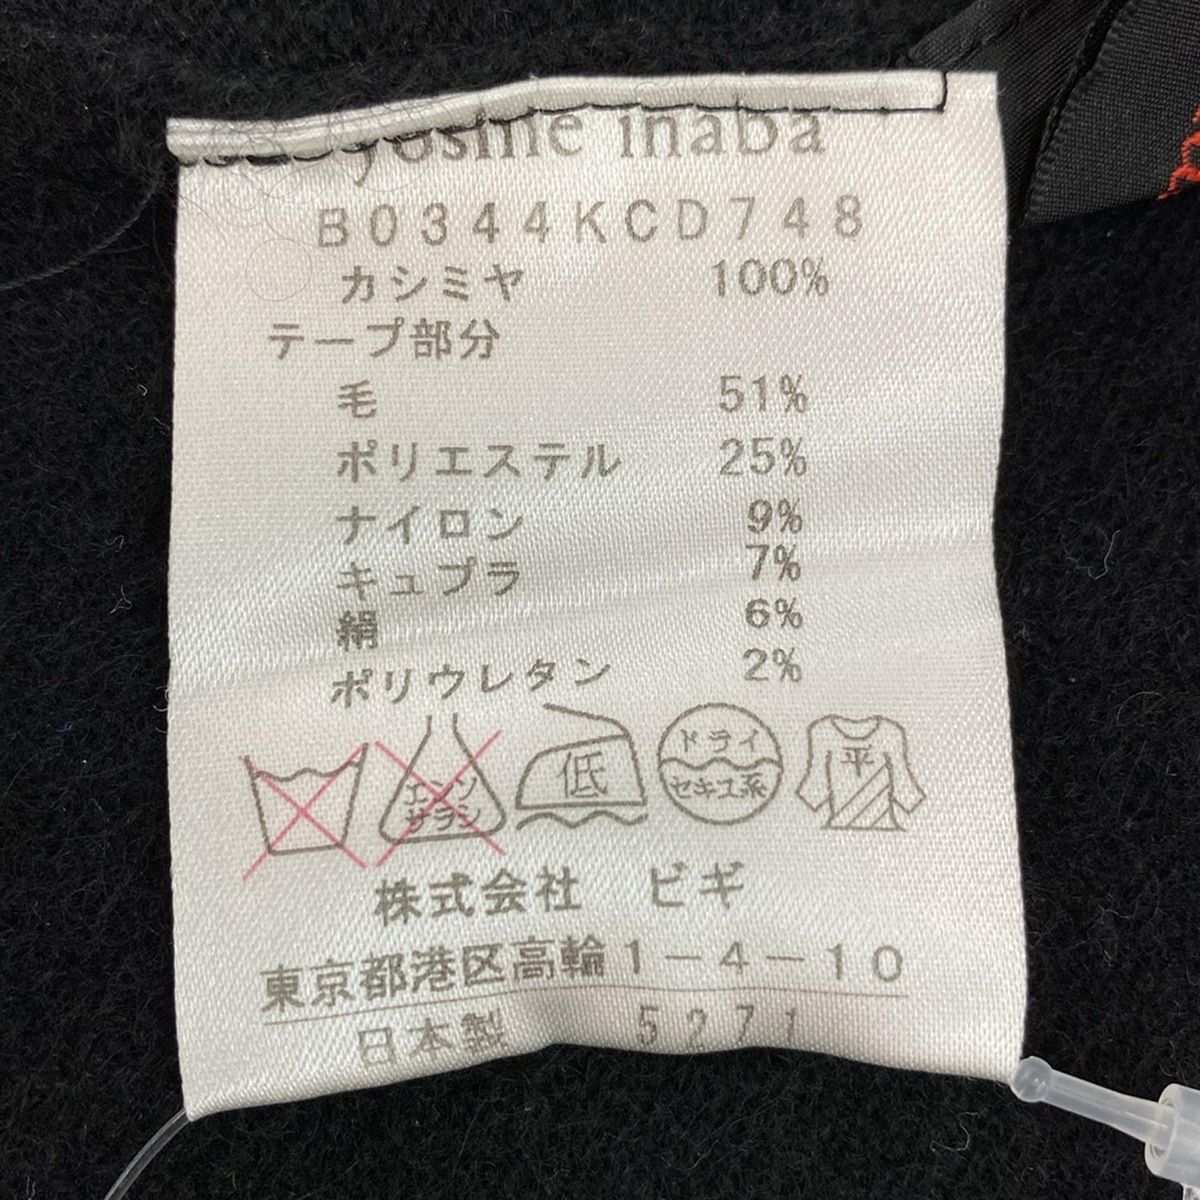 yoshie inaba
B0344KCD748
カシミヤ 100%
テープ部分
毛 51%
ポリエステル 25%
ナイロン 9%
キュプラ 7%
絹 6%
ポリウレタン 2%
エンソ
サラシ
低
ドライ
セキユ系
平
株式会社 ビギ
東京都港区高輪1-4-10
日本製 5271